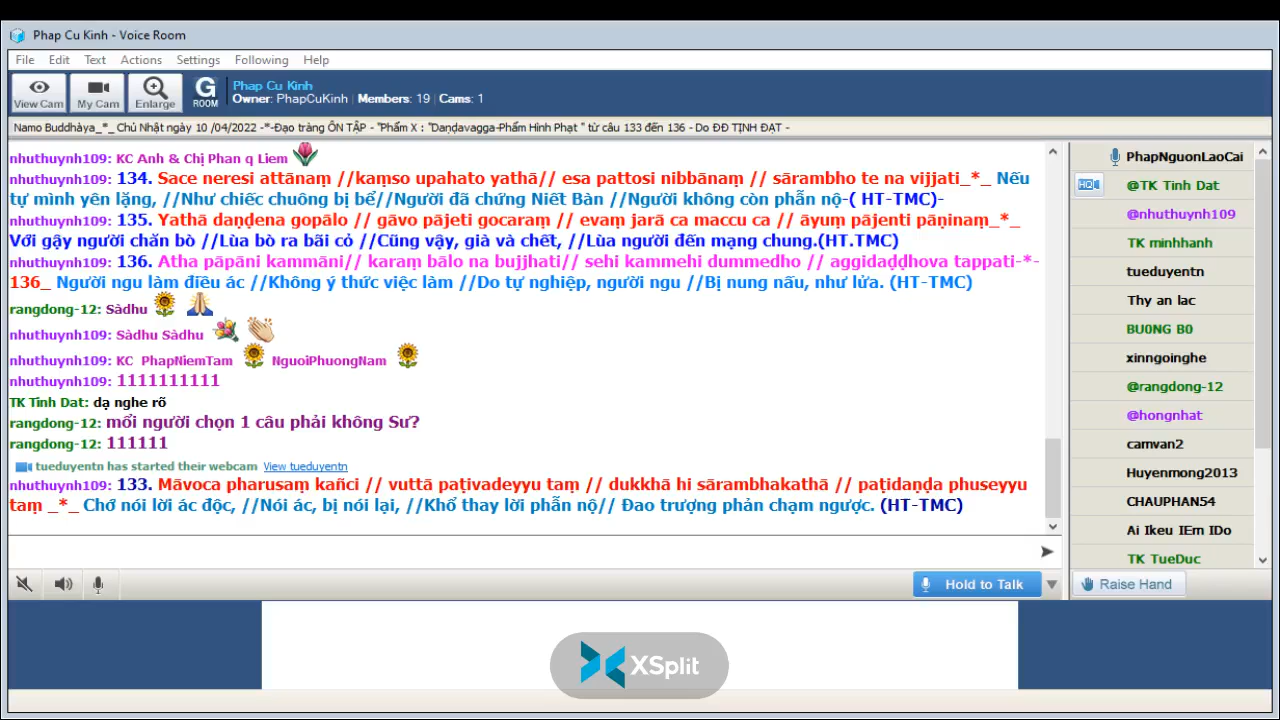 Phap Cu Kinh - Voice Room
File Edit Text Actions Settings Following Help
View Cam My Cam Enlarge G ROOM
Phap Cu Kinh
Owner: PhapCuKinh | Members: 19 | Cams: 1
Namo Buddhàya_*_ Chủ Nhật ngày 10 /04/2022 -*-Đạo tràng ÔN TẬP - "Phẩm X : "Daṇḍavagga-Phẩm Hình Phạt " từ câu 133 đến 136 - Do ĐĐ TỊNH ĐẠT -
nhuthuynh109: KC Anh & Chị Phan q Liem
nhuthuynh109: 134. Sace neresi attānaṃ //kaṃso upahato yathā// esa pattosi nibbānaṃ // sārambho te na vijjati_*_ Nếu
tự mình yên lặng, //Như chiếc chuông bị bể//Người đã chứng Niết Bàn //Người không còn phẫn nộ-( HT-TMC)-
nhuthuynh109: 135. Yathā daṇḍena gopālo // gāvo pājeti gocaraṃ // evaṃ jarā ca maccu ca // āyuṃ pājenti pāṇinaṃ_*_
Với gậy người chăn bò //Lùa bò ra bãi cỏ //Cũng vậy, già và chết, //Lùa người đến mạng chung.(HT.TMC)
nhuthuynh109: 136. Atha pāpāni kammāni// karaṃ bālo na bujjhati// sehi kammehi dummedho // aggidaḍḍhova tappati-*-
136_ Người ngu làm điều ác //Không ý thức việc làm //Do tự nghiệp, người ngu //Bị nung nấu, như lửa. (HT-TMC)
rangdong-12: Sàdhu
nhuthuynh109: Sàdhu Sàdhu
nhuthuynh109: KC PhapNiemTam NguoiPhuongNam
nhuthuynh109: 1111111111
TK Tinh Dat: dạ nghe rõ
rangdong-12: mổi người chọn 1 câu phải không Sư?
rangdong-12: 111111
tueduyentn has started their webcam View tueduyentn
nhuthuynh109: 133. Māvoca pharusaṃ kañci // vuttā paṭivadeyyu taṃ // dukkhā hi sārambhakathā // paṭidaṇḍa phuseyyu
taṃ _*_ Chớ nói lời ác độc, //Nói ác, bị nói lại, //Khổ thay lời phẫn nộ// Đao trượng phản chạm ngược. (HT-TMC)
Hold to Talk
PhapNguonLaoCai
HQ @TK Tinh Dat
@nhuthuynh109
TK minhhanh
tueduyentn
Thy an lac
BU0NG B0
xinngoinghe
@rangdong-12
@hongnhat
camvan2
Huyenmong2013
CHAUPHAN54
Ai Ikeu IEm IDo
TK TueDuc
Raise Hand
XSplit